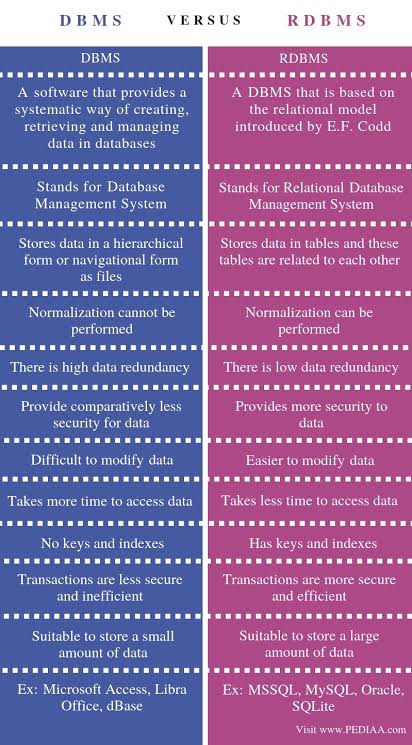 DBMS VERSUS RDBMS
DBMS
RDBMS
A software that provides a
systematic way of creating,
retrieving and managing
data in databases
A DBMS that is based on
the relational model
introduced by E.F. Codd
Stands for Database
Management System
Stands for Relational Database
Management System
Stores data in a hierarchical
form or navigational form
as files
Stores data in tables and these
tables are related to each other
Normalization cannot be
performed
Normalization can be
performed
There is high data redundancy
There is low data redundancy
Provide comparatively less
security for data
Provides more security to
data
Difficult to modify data
Easier to modify data
Takes more time to access data
Takes less time to access data
No keys and indexes
Has keys and indexes
Transactions are less secure
and inefficient
Transactions are more secure
and efficient
Suitable to store a small
amount of data
Suitable to store a large
amount of data
Ex: Microsoft Access, Libra
Office, dBase
Ex: MSSQL, MySQL, Oracle,
SQLite
Visit www.PEDIAA.com